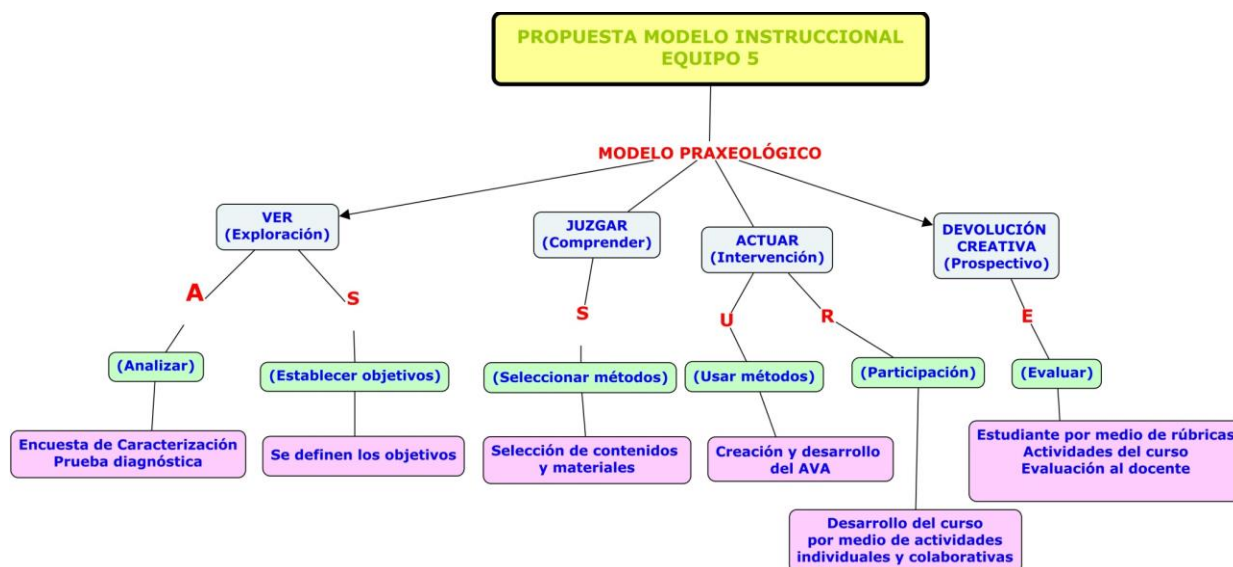 PROPUESTA MODELO INSTRUCCIONAL
EQUIPO 5
MODELO PRAXEOLÓGICO
VER
(Exploración)
JUZGAR
(Comprender)
ACTUAR
(Intervención)
DEVOLUCIÓN
CREATIVA
(Prospectivo)
A
S
S
U
R
E
(Analizar)
(Establecer objetivos)
(Seleccionar métodos)
(Usar métodos)
(Participación)
(Evaluar)
Encuesta de Caracterización
Prueba diagnóstica
Se definen los objetivos
Selección de contenidos
y materiales
Creación y desarrollo
del AVA
Estudiante por medio de rúbricas
Actividades del curso
Evaluación al docente
Desarrollo del curso
por medio de actividades
individuales y colaborativas